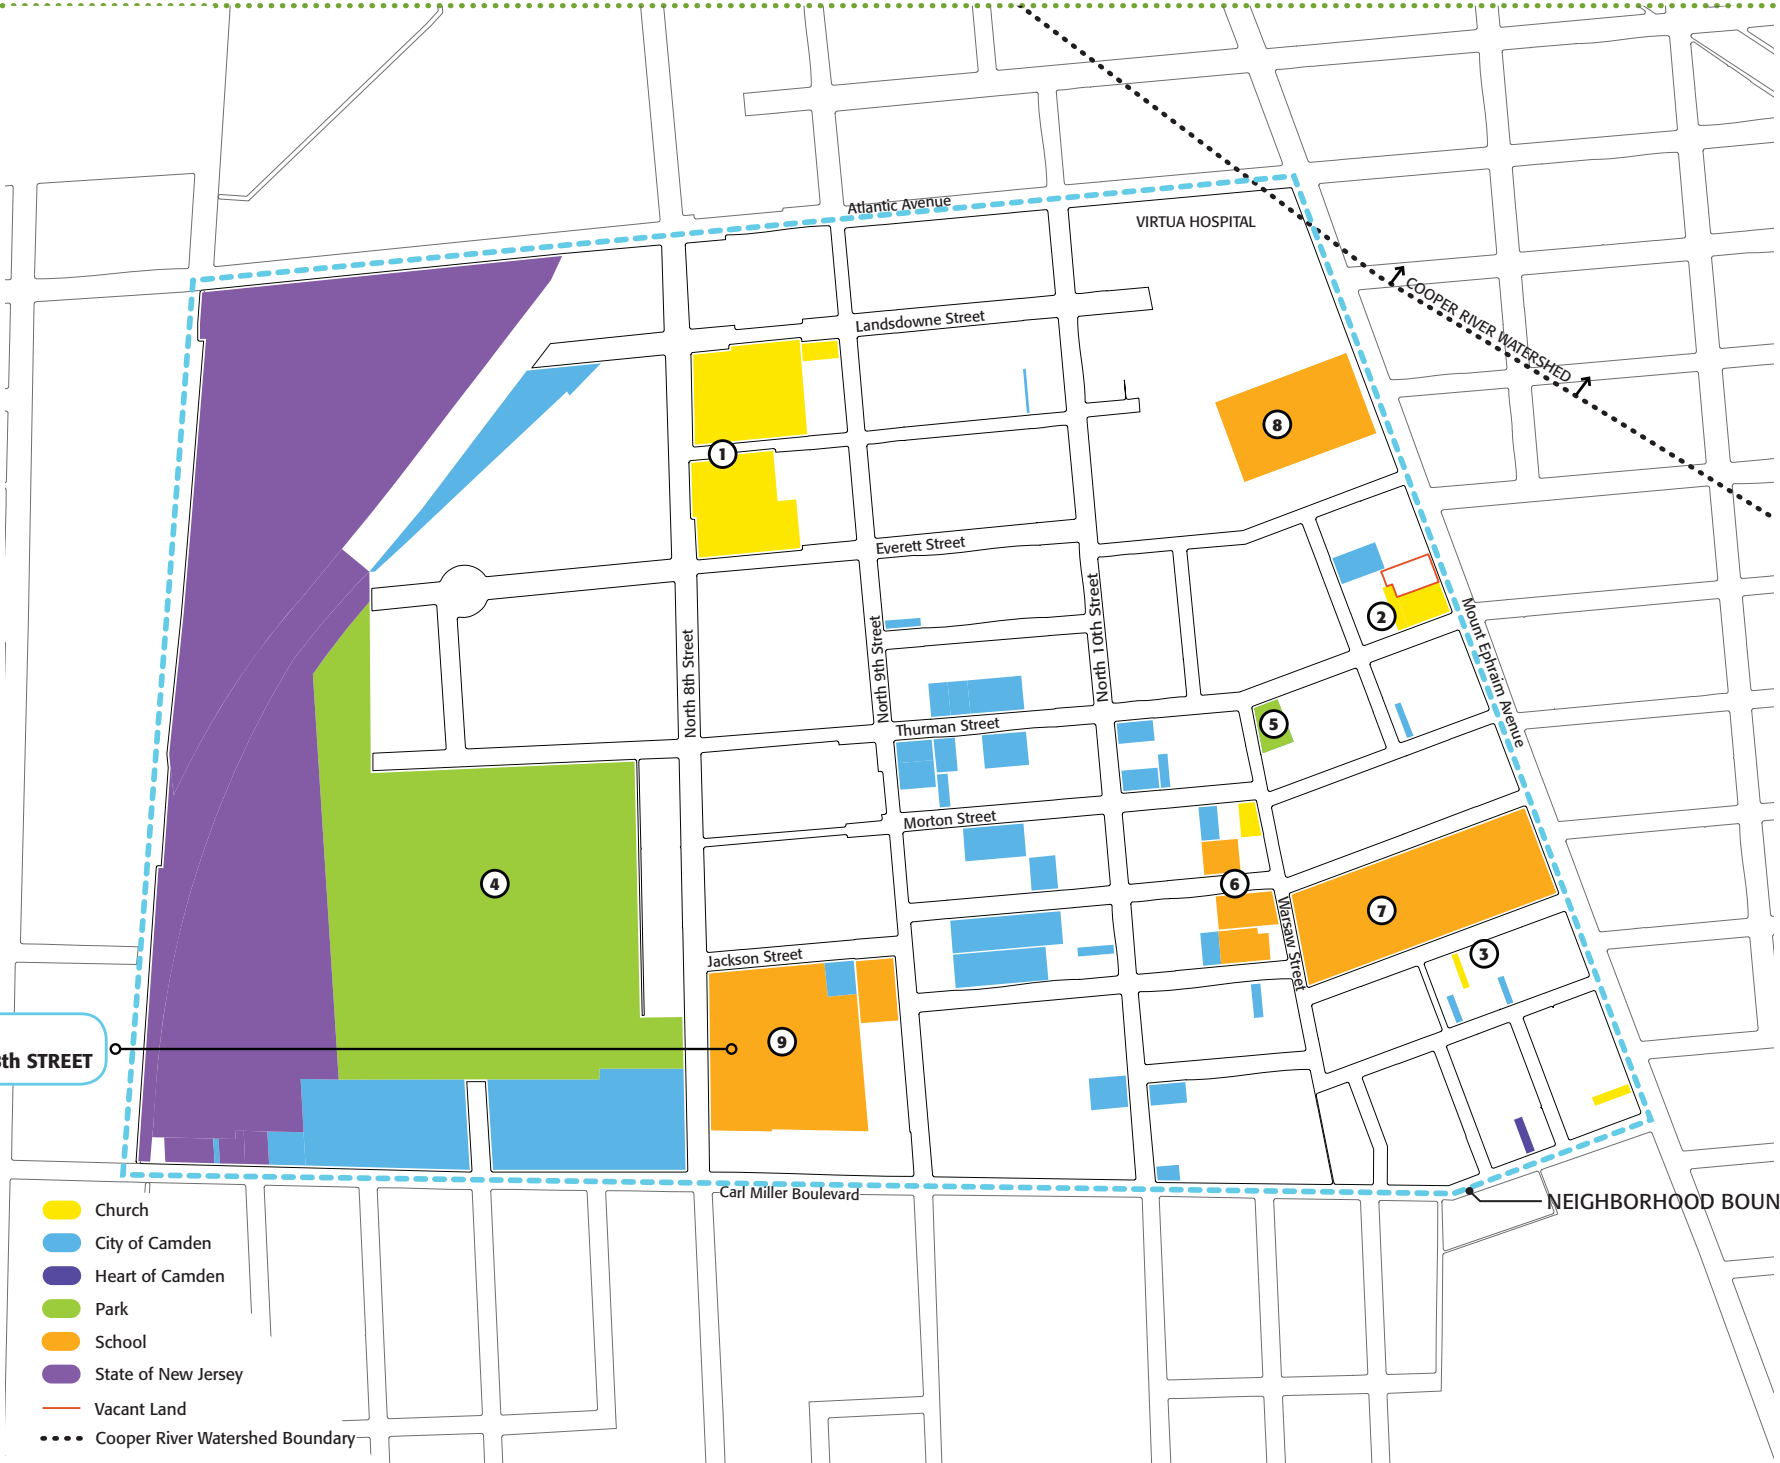 Atlantic Avenue
VIRTUA HOSPITAL
COOPER RIVER WATERSHED
Landsdowne Street
8
1
Everett Street
North 10th Street
2
Mount Ephraim Avenue
North 9th Street
North 8th Street
5
Thurman Street
Morton Street
4
6
7
Warsaw Street
3
Jackson Street
9
8th STREET
Carl Miller Boulevard
NEIGHBORHOOD BOUN
Church
City of Camden
Heart of Camden
Park
School
State of New Jersey
Vacant Land
Cooper River Watershed Boundary